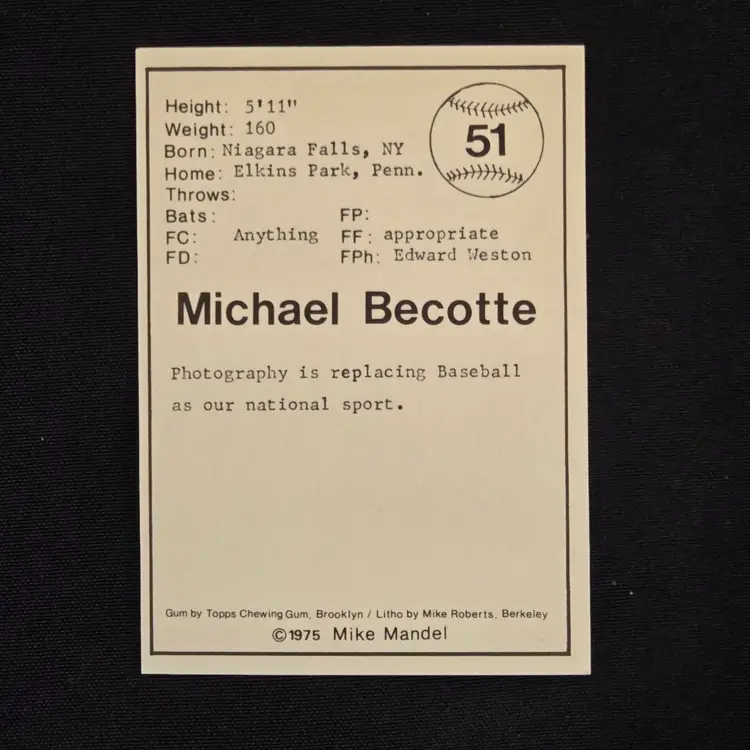 Height: 5'11"
51
Weight: 160
Born: Niagara Falls, NY
Home: Elkins Park, Penn.
Throws:
Bats: FP:
FC: Anything FF: appropriate
FD: FPh: Edward Weston
Michael Becotte
Photography is replacing Baseball
as our national sport.
Gum by Topps Chewing Gum, Brooklyn / Litho by Mike Roberts, Berkeley
©1975 Mike Mandel